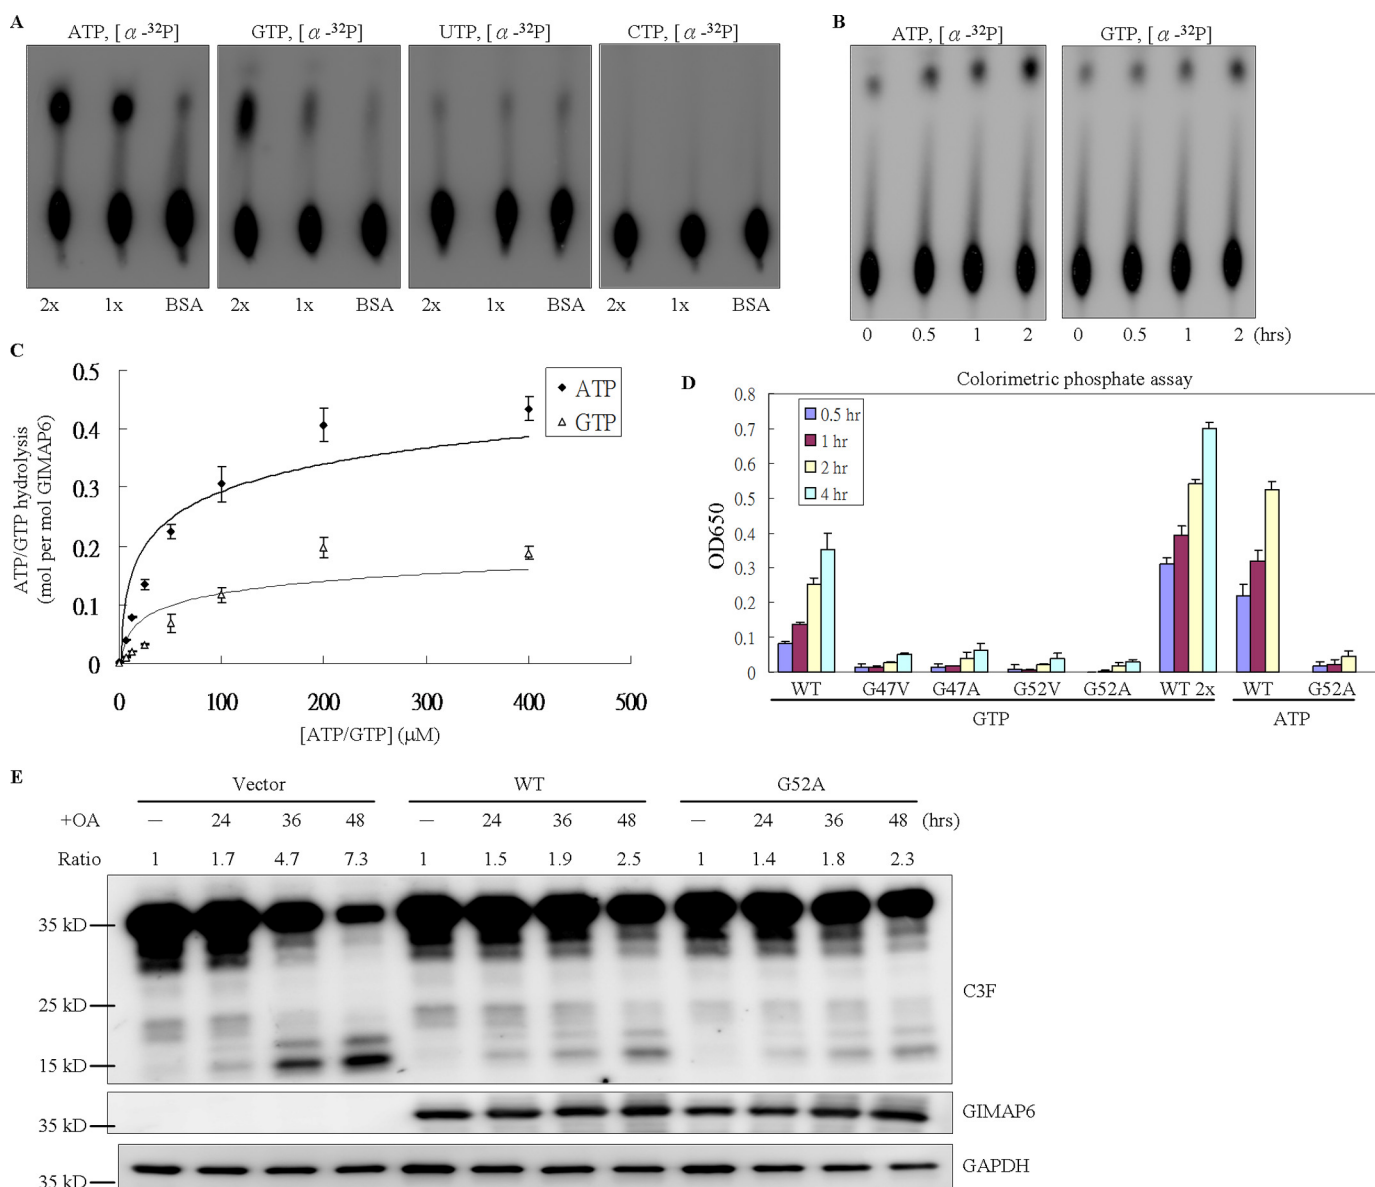 A
ATP, [α-³²P] GTP, [α-³²P] UTP, [α-³²P] CTP, [α-³²P]
2x 1x BSA 2x 1x BSA 2x 1x BSA 2x 1x BSA
B
ATP, [α-³²P] GTP, [α-³²P]
0 0.5 1 2 0 0.5 1 2 (hrs)
C
ATP/GTP hydrolysis
(mol per mol GIMAP6)
0.5
0.4
0.3
0.2
0.1
0
0 100 200 300 400 500
[ATP/GTP] (μM)
ATP
GTP
D
Colorimetric phosphate assay
OD650
0.8
0.7
0.6
0.5
0.4
0.3
0.2
0.1
0
0.5 hr
1 hr
2 hr
4 hr
WT G47V G47A G52V G52A WT 2x WT G52A
GTP ATP
E
Vector WT G52A
+OA — 24 36 48 — 24 36 48 — 24 36 48 (hrs)
Ratio 1 1.7 4.7 7.3 1 1.5 1.9 2.5 1 1.4 1.8 2.3
35 kD
25 kD
15 kD
C3F
35 kD
GIMAP6
35 kD
GAPDH